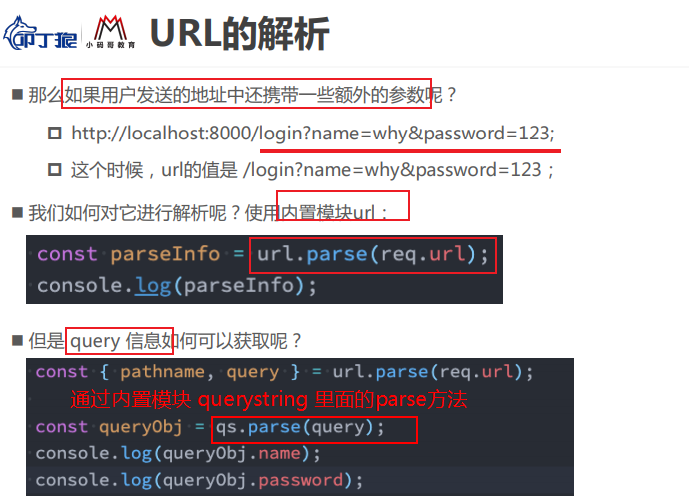 叩丁狼
小码哥教育
URL的解析
那么如果用户发送的地址中还携带一些额外的参数呢？
http://localhost:8000/login?name=why&password=123;
这个时候，url的值是 /login?name=why&password=123；
我们如何对它进行解析呢？使用内置模块url：
const parseInfo = url.parse(req.url);
console.log(parseInfo);
但是 query 信息如何可以获取呢？
const { pathname, query } = url.parse(req.url);
通过内置模块 querystring 里面的parse方法
const queryObj = qs.parse(query);
console.log(queryObj.name);
console.log(queryObj.password);